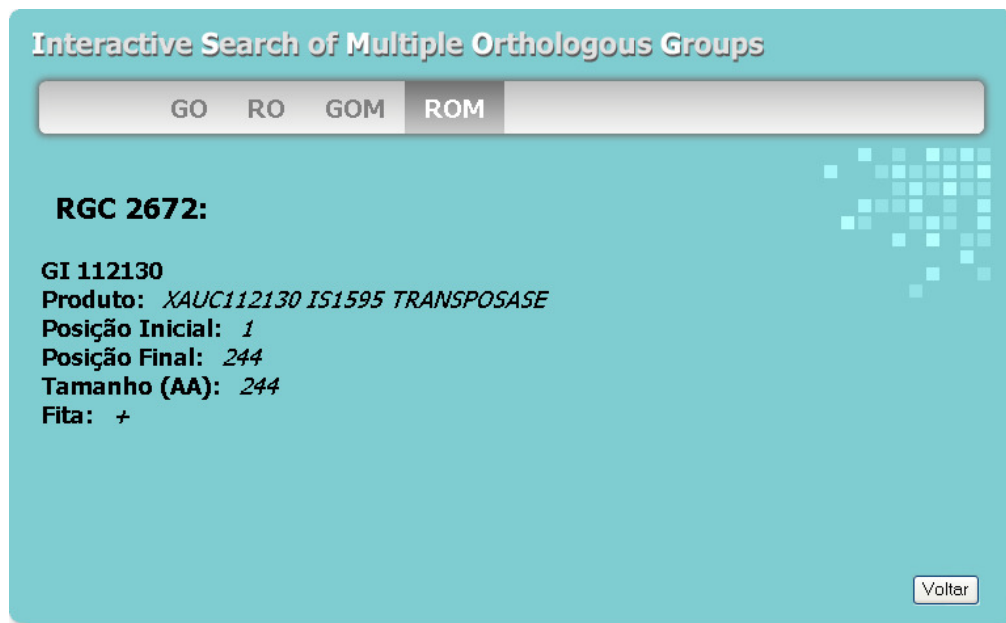 Interactive Search of Multiple Orthologous Groups
GO RO GOM ROM
RGC 2672:
GI 112130
Produto: XAUC112130 IS1595 TRANSPOSASE
Posição Inicial: 1
Posição Final: 244
Tamanho (AA): 244
Fita: +
Voltar